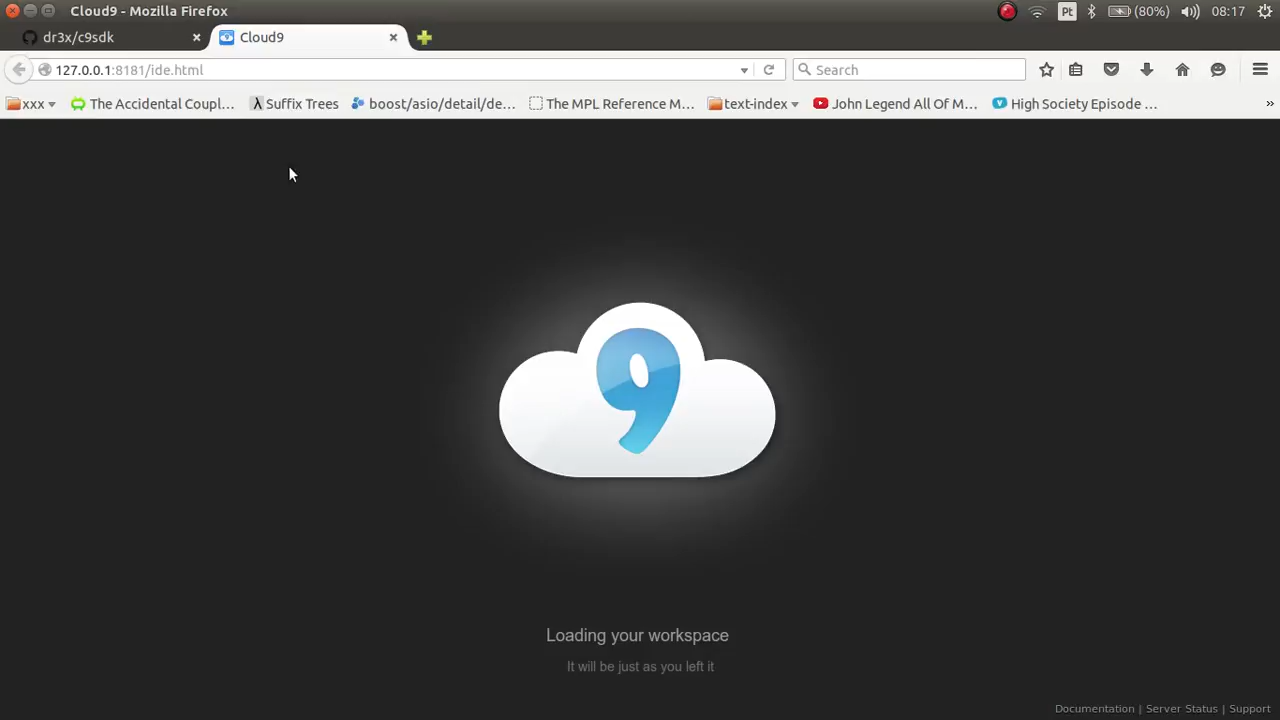 Cloud9 - Mozilla Firefox
Pt (80%) 08:17
dr3x/c9sdk
Cloud9
127.0.0.1:8181/ide.html
Search
xxx
The Accidental Coupl...
λ Suffix Trees
boost/asio/detail/de...
The MPL Reference M...
text-index
John Legend All Of M...
High Society Episode ...
»
9
Loading your workspace
It will be just as you left it
Documentation | Server Status | Support